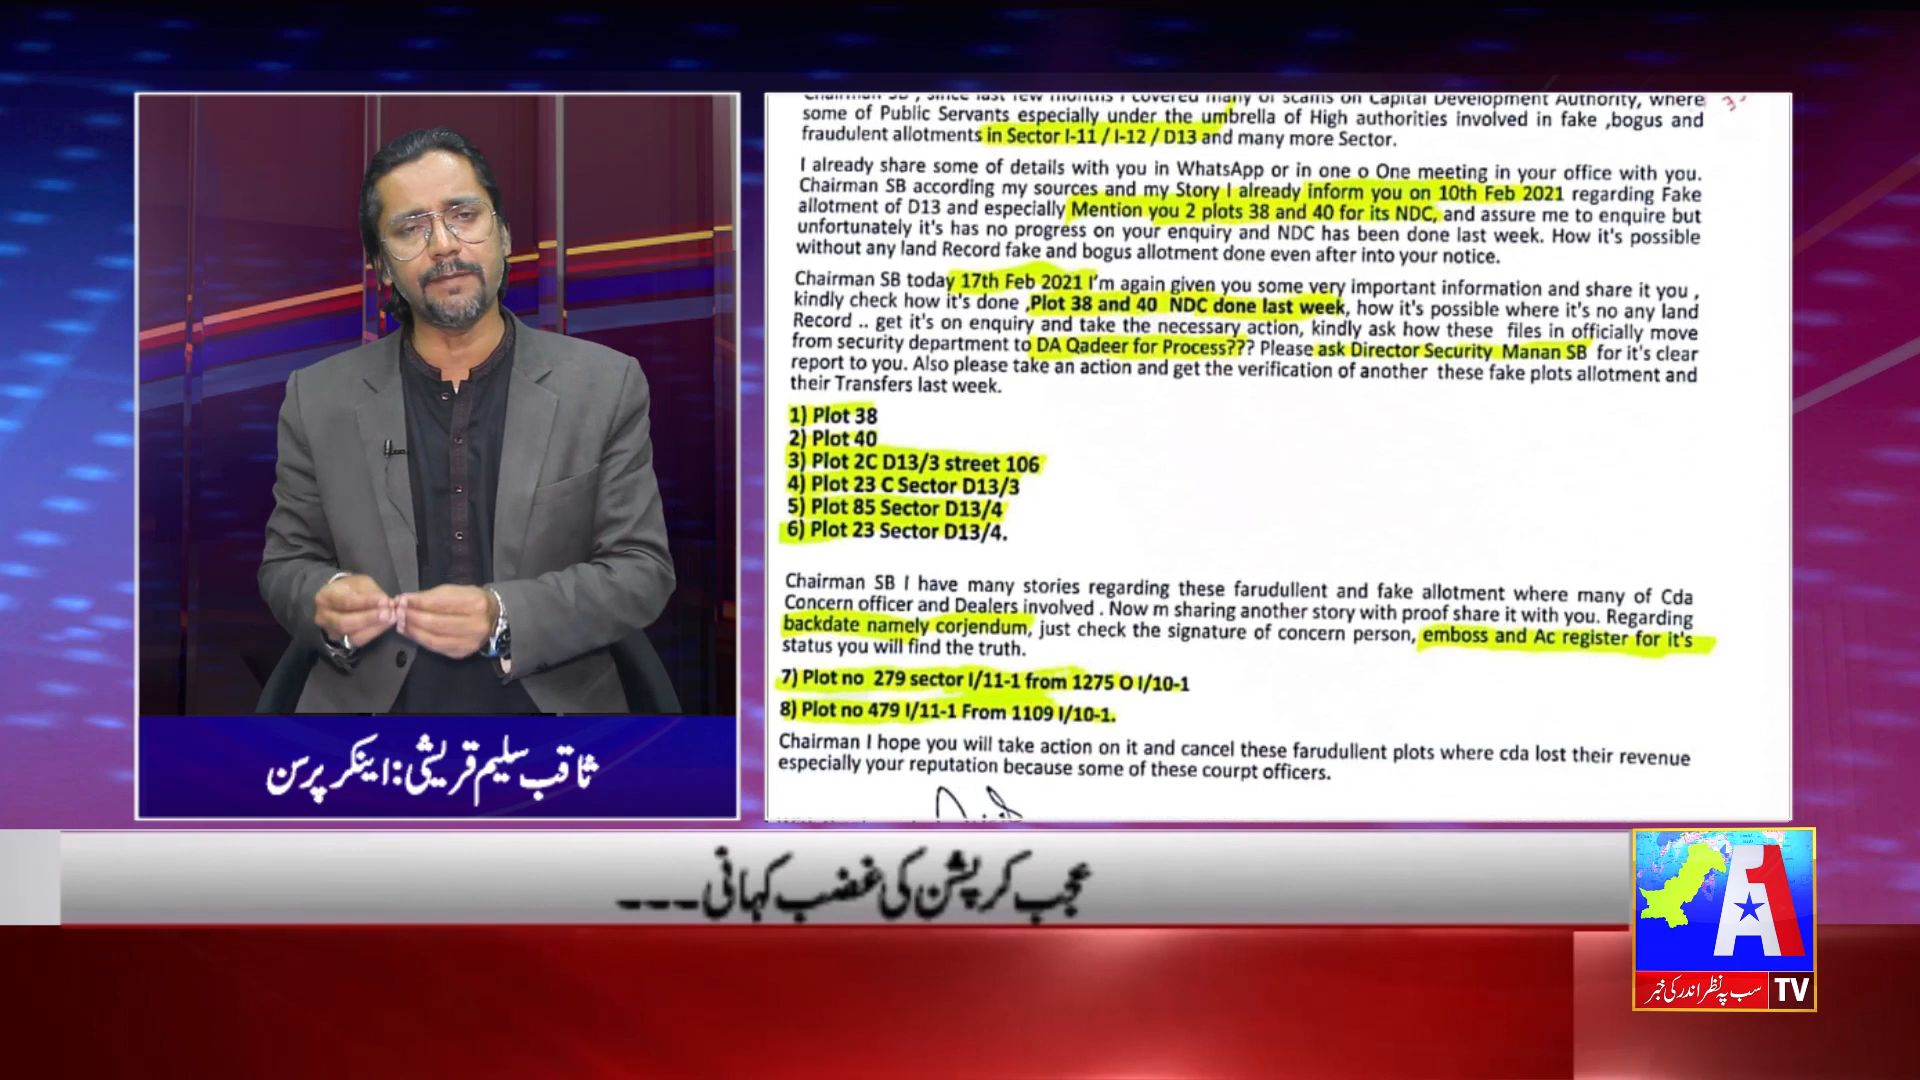 Chairman SB , since last few months I covered many of scams on Capital Development Authority, where
some of Public Servants especially under the umbrella of High authorities involved in fake ,bogus and
fraudulent allotments in Sector I-11 / I-12 / D13 and many more Sector.
I already share some of details with you in WhatsApp or in one o One meeting in your office with you.
Chairman SB according my sources and my Story I already inform you on 10th Feb 2021 regarding Fake
allotment of D13 and especially Mention you 2 plots 38 and 40 for its NDC, and assure me to enquire but
unfortunately it's has no progress on your enquiry and NDC has been done last week. How it's possible
without any land Record fake and bogus allotment done even after into your notice.
Chairman SB today 17th Feb 2021 I'm again given you some very important information and share it you ,
kindly check how it's done ,Plot 38 and 40 NDC done last week, how it's possible where it's no any land
Record .. get it's on enquiry and take the necessary action, kindly ask how these files in officially move
from security department to DA Qadeer for Process??? Please ask Director Security Manan SB for it's clear
report to you. Also please take an action and get the verification of another these fake plots allotment and
their Transfers last week.
1) Plot 38
2) Plot 40
3) Plot 2C D13/3 street 106
4) Plot 23 C Sector D13/3
5) Plot 85 Sector D13/4
6) Plot 23 Sector D13/4.
Chairman SB I have many stories regarding these farudullent and fake allotment where many of Cda
Concern officer and Dealers involved . Now m sharing another story with proof share it with you. Regarding
backdate namely corjendum, just check the signature of concern person, emboss and Ac register for it's
status you will find the truth.
7) Plot no 279 sector I/11-1 from 1275 O I/10-1
8) Plot no 479 I/11-1 From 1109 I/10-1.
Chairman I hope you will take action on it and cancel these farudullent plots where cda lost their revenue
especially your reputation because some of these courpt officers.
ثاقب سلیم قریشی: اینکر پرسن
عجب کرپشن کی غضب کہانی ۔۔۔
A1
سب پہ نظر اندر کی خبر TV